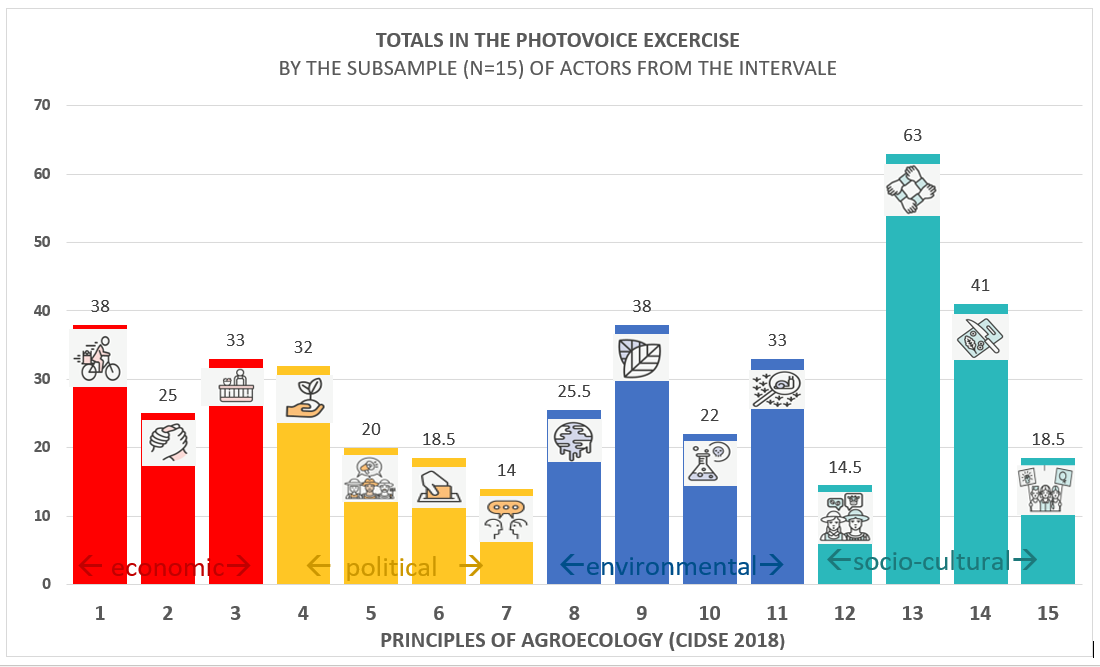 TOTALS IN THE PHOTOVOICE EXCERCISE
BY THE SUBSAMPLE (N=15) OF ACTORS FROM THE INTERVALE
70
60
50
40
30
20
10
0
38
25
33
32
20
18.5
14
25.5
38
22
33
14.5
63
41
18.5
← economic →
← political →
← environmental →
← socio-cultural →
1 2 3 4 5 6 7 8 9 10 11 12 13 14 15
PRINCIPLES OF AGROECOLOGY (CIDSE 2018)